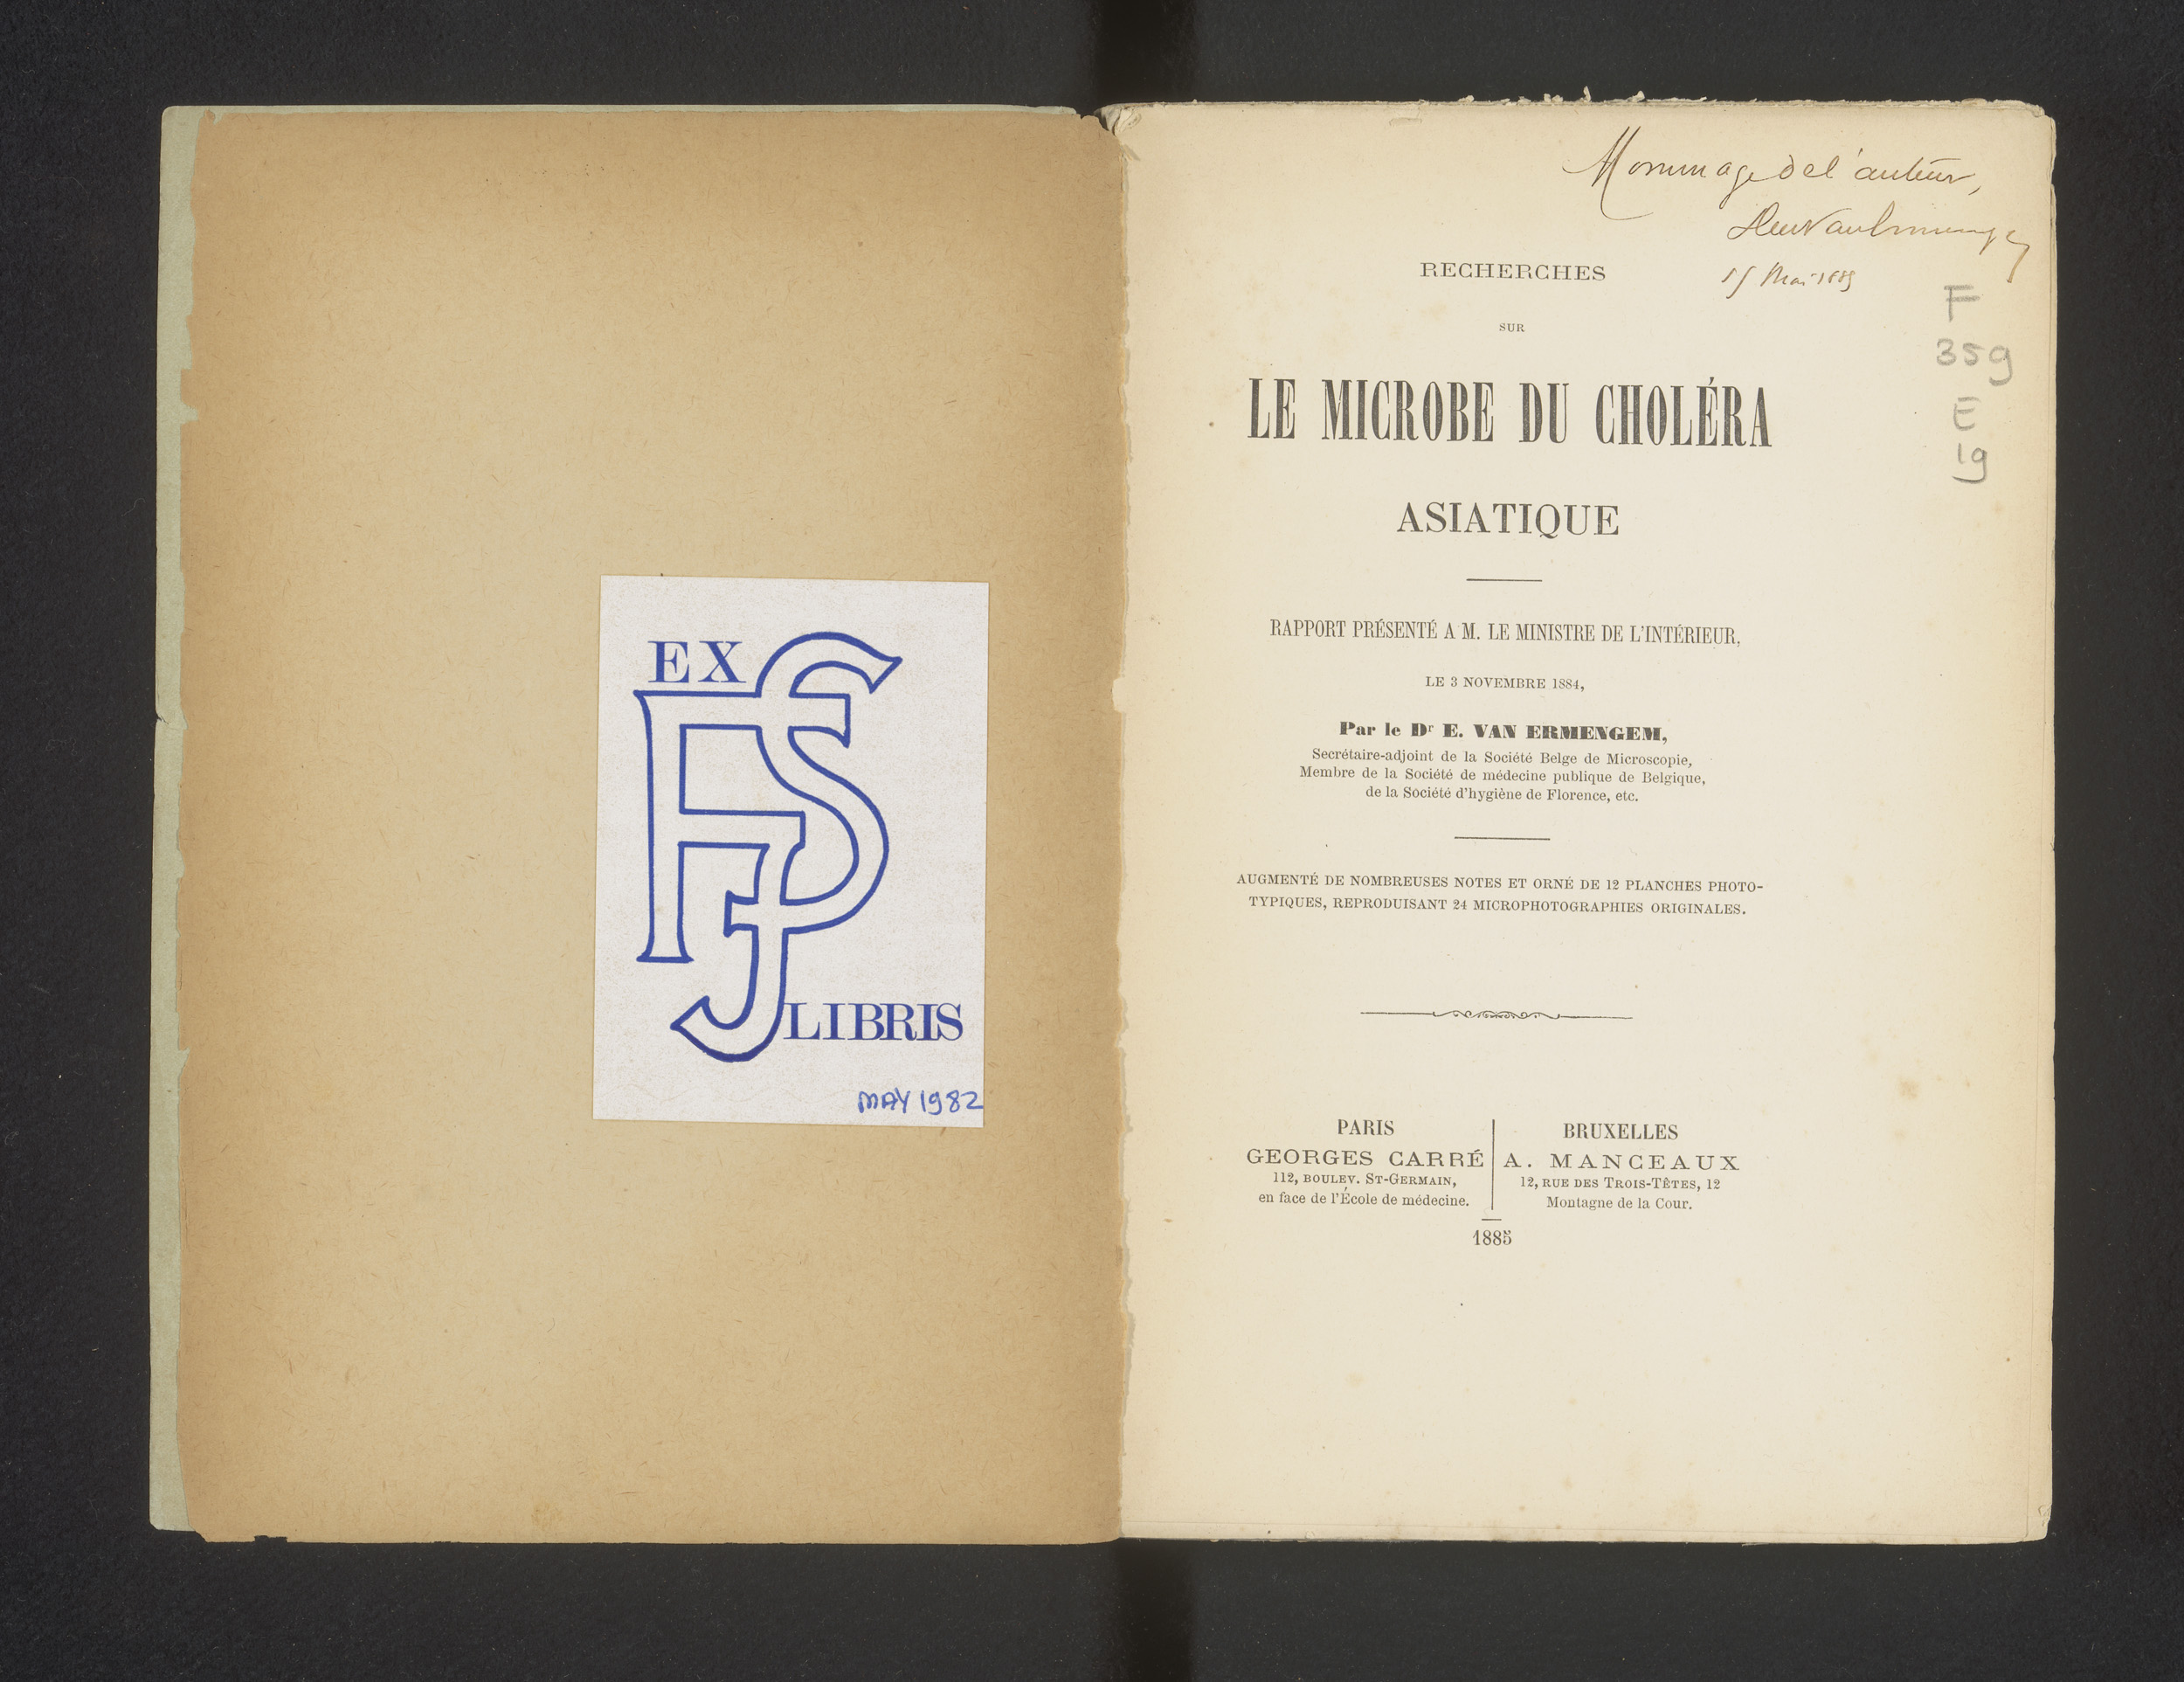 EX
FSJ
LIBRIS
MAY 1982
Hommage de l'auteur,
15 Mai 1885
RECHERCHES
SUR
LE MICROBE DU CHOLÉRA
ASIATIQUE
RAPPORT PRÉSENTÉ A M. LE MINISTRE DE L'INTÉRIEUR,
LE 3 NOVEMBRE 1884,
Par le Dr E. VAN ERMENGEM,
Secrétaire-adjoint de la Société Belge de Microscopie,
Membre de la Société de médecine publique de Belgique,
de la Société d'hygiène de Florence, etc.
AUGMENTÉ DE NOMBREUSES NOTES ET ORNÉ DE 12 PLANCHES PHOTO-
TYPIQUES, REPRODUISANT 24 MICROPHOTOGRAPHIES ORIGINALES.
PARIS
GEORGES CARRÉ
112, BOULEV. ST-GERMAIN,
en face de l'École de médecine.
BRUXELLES
A. MANCEAUX
12, RUE DES TROIS-TÊTES, 12
Montagne de la Cour.
1885
F
359
E
19